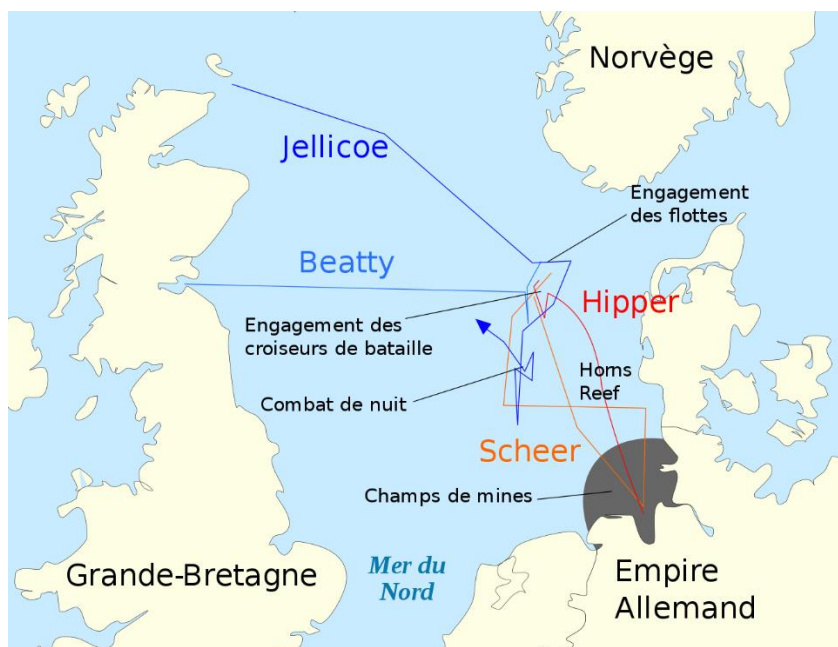 Norvège
Jellicoe
Engagement
des flottes
Beatty
Hipper
Engagement des
croiseurs de bataille
Horns
Reef
Combat de nuit
Scheer
Champs de mines
Mer du
Nord
Grande-Bretagne
Empire
Allemand